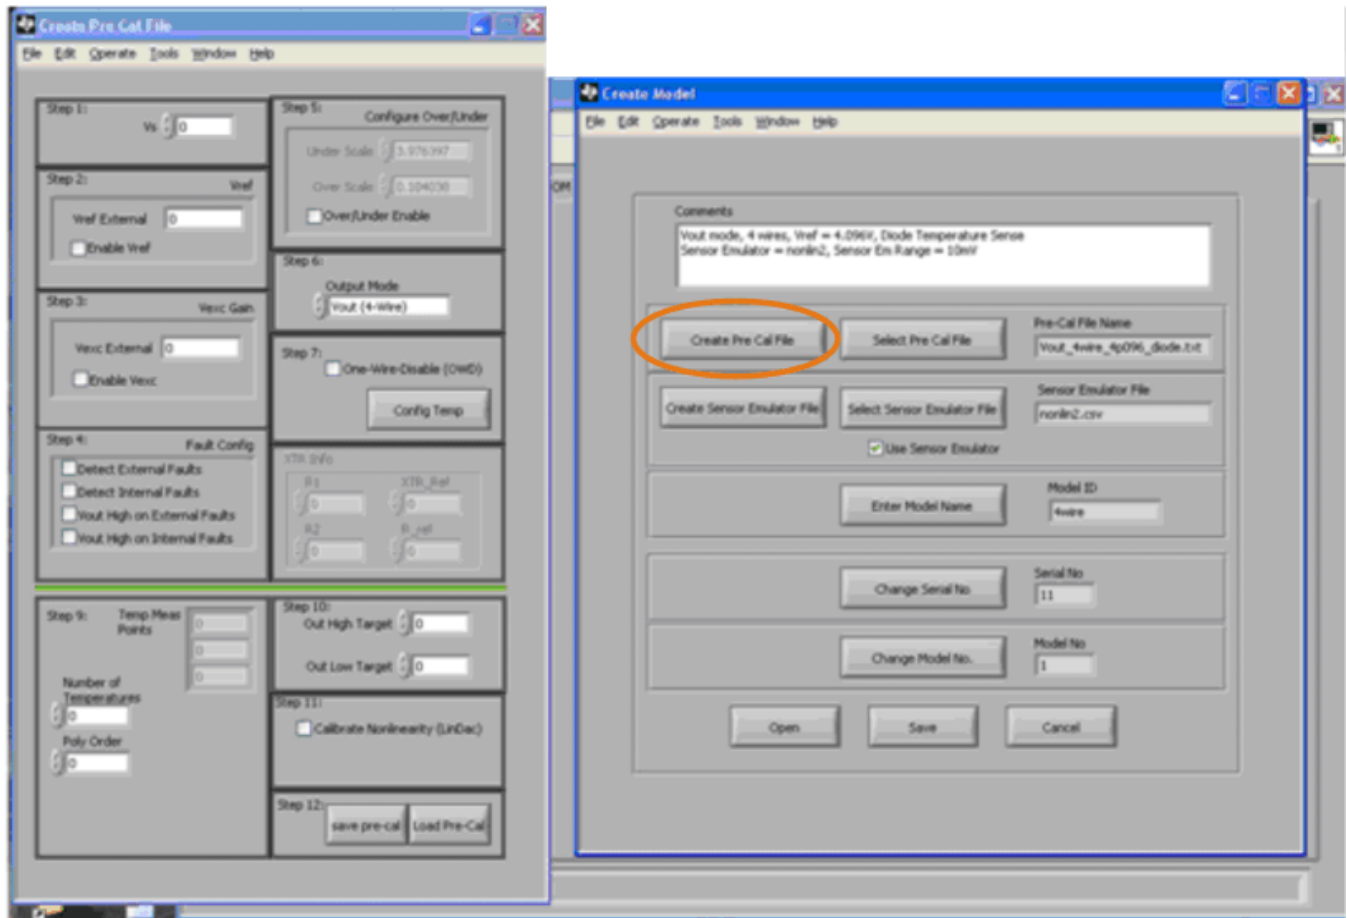 Create Pre Cal File
File Edit Operate Tools Window Help
Step 1:
Vs 0
Step 2:
Vref
Vref External 0
Enable Vref
Step 3:
Vexc Gain
Vexc External 0
Enable Vexc
Step 4:
Fault Config
Detect External Faults
Detect Internal Faults
Vout High on External Faults
Vout High on Internal Faults
Step 5:
Configure Over/Under
Under Scale 3.976397
Over Scale 0.104038
Over/Under Enable
Step 6:
Output Mode
Vout (4-Wire)
Step 7:
One-Wire-Disable (OWD)
Config Temp
XTR Info
R1 XTR_Ref
0 0
R2 R_ref
0 0
Step 9:
Temp Meas
Points
0
0
0
Number of
Temperatures
0
Poly Order
0
Step 10:
Out High Target 0
Out Low Target 0
Step 11:
Calibrate Nonlinearity (LinDac)
Step 12:
save pre-cal Load Pre-Cal
OM
Create Model
File Edit Operate Tools Window Help
Comments
Vout mode, 4 wires, Vref = 4.096V, Diode Temperature Sense
Sensor Emulator = nonlin2, Sensor Em Range = 10mV
Create Pre Cal File Select Pre Cal File
Pre-Cal File Name
Vout_4wire_4p096_diode.txt
Create Sensor Emulator File Select Sensor Emulator File
Sensor Emulator File
nonlin2.csv
Use Sensor Emulator
Enter Model Name
Model ID
4wire
Change Serial No
Serial No
11
Change Model No.
Model No
1
Open Save Cancel